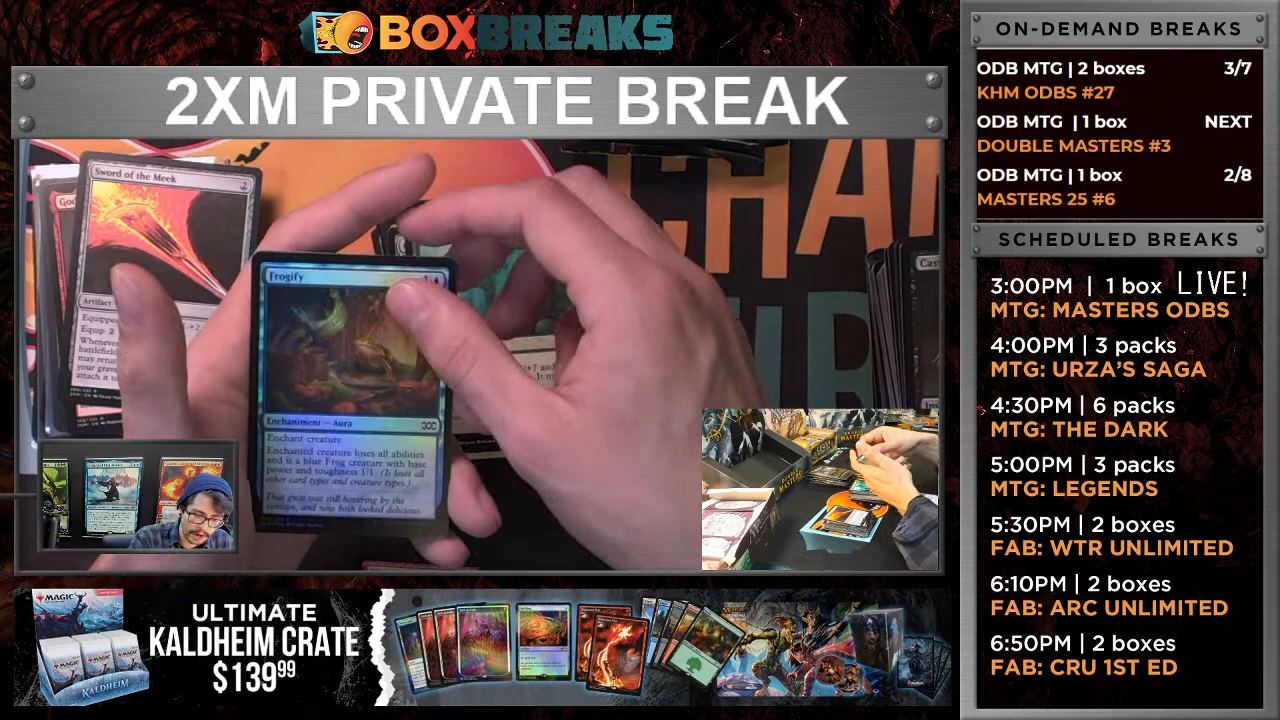 BOXBREAKS
2XM PRIVATE BREAK
Sword of the Meek
2
Artifact
Equip 2
Frogify
Enchantment – Aura
Enchant creature
Enchanted creature loses all abilities
and is a blue Frog creature with base
power and toughness 1/1. (It loses all
other card types and creature types.)
That gnat was still hovering by the
and now both looked delicious.
ULTIMATE
KALDHEIM CRATE
$139⁹⁹
MAGIC
KALDHEIM
ON-DEMAND BREAKS
ODB MTG | 2 boxes 3/7
KHM ODBS #27
ODB MTG | 1 box NEXT
DOUBLE MASTERS #3
ODB MTG | 1 box 2/8
MASTERS 25 #6
SCHEDULED BREAKS
3:00PM | 1 box LIVE!
MTG: MASTERS ODBS
4:00PM | 3 packs
MTG: URZA'S SAGA
4:30PM | 6 packs
MTG: THE DARK
5:00PM | 3 packs
MTG: LEGENDS
5:30PM | 2 boxes
FAB: WTR UNLIMITED
6:10PM | 2 boxes
FAB: ARC UNLIMITED
6:50PM | 2 boxes
FAB: CRU 1ST ED